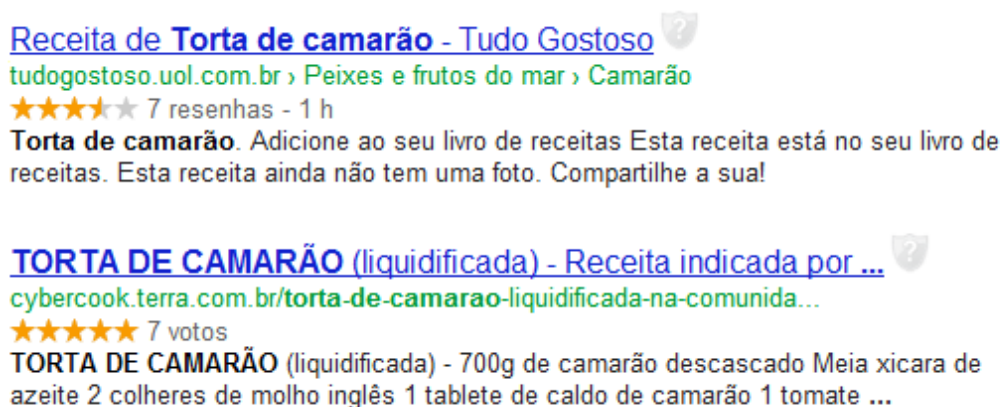 Receita de Torta de camarão - Tudo Gostoso
tudogostoso.uol.com.br › Peixes e frutos do mar › Camarão
7 resenhas - 1 h
Torta de camarão. Adicione ao seu livro de receitas Esta receita está no seu livro de
receitas. Esta receita ainda não tem uma foto. Compartilhe a sua!
TORTA DE CAMARÃO (liquidificada) - Receita indicada por ...
cybercook.terra.com.br/torta-de-camarao-liquidificada-na-comunida...
7 votos
TORTA DE CAMARÃO (liquidificada) - 700g de camarão descascado Meia xicara de
azeite 2 colheres de molho inglês 1 tablete de caldo de camarão 1 tomate ...